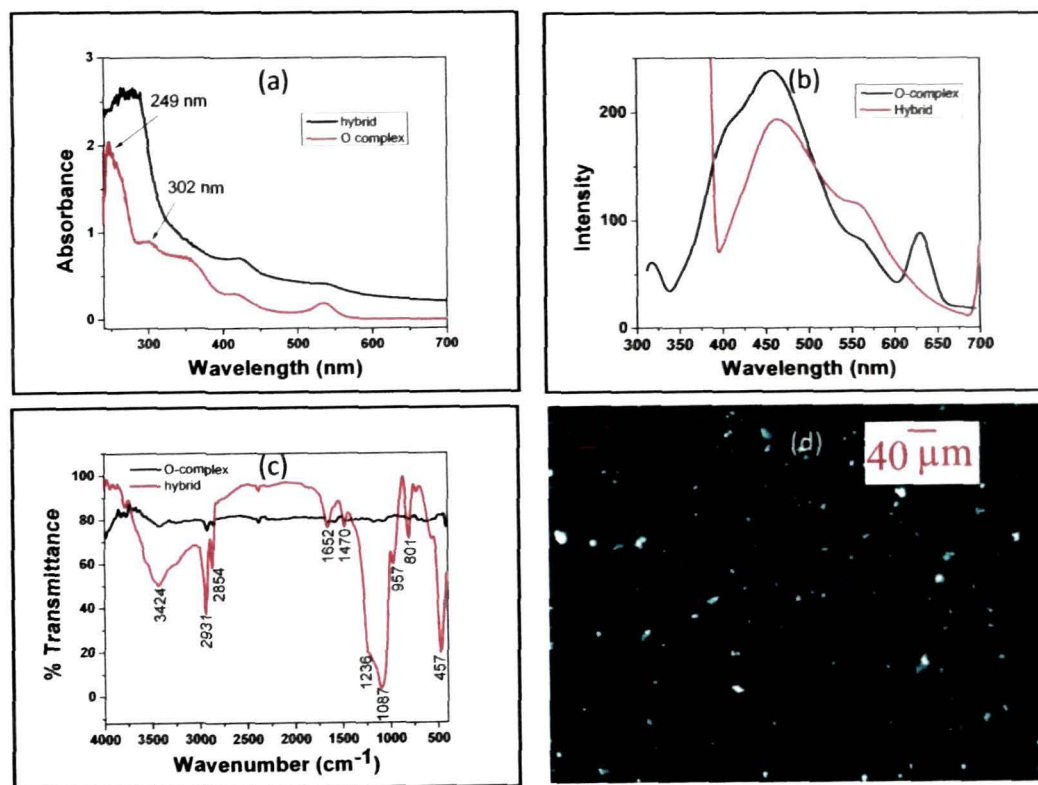 (a)
3
2
1
0
300
400
500
600
700
Absorbance
Wavelength (nm)
249 nm
302 nm
hybrid
O complex
(b)
200
100
0
300
350
400
450
500
550
600
650
700
Intensity
Wavelength (nm)
O-complex
Hybrid
(c)
O-complex
hybrid
100
80
60
40
20
0
4000
3500
3000
2500
2000
1500
1000
500
% Transmittance
Wavenumber (cm-1)
3424
2931
2854
1652
1470
1236
1087
957
801
457
(d)
40 μm